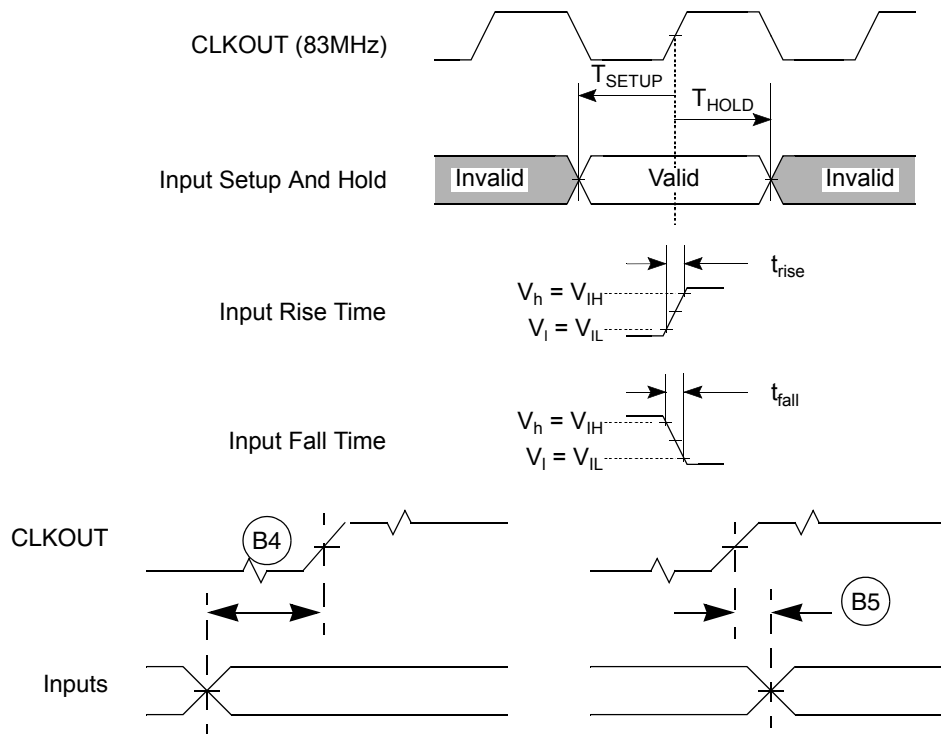 CLKOUT (83MHz)
TSETUP
THOLD
Input Setup And Hold
Invalid
Valid
Invalid
trise
Vh = VIH
Input Rise Time
Vl = VIL
tfall
Vh = VIH
Input Fall Time
Vl = VIL
CLKOUT
B4
B5
Inputs